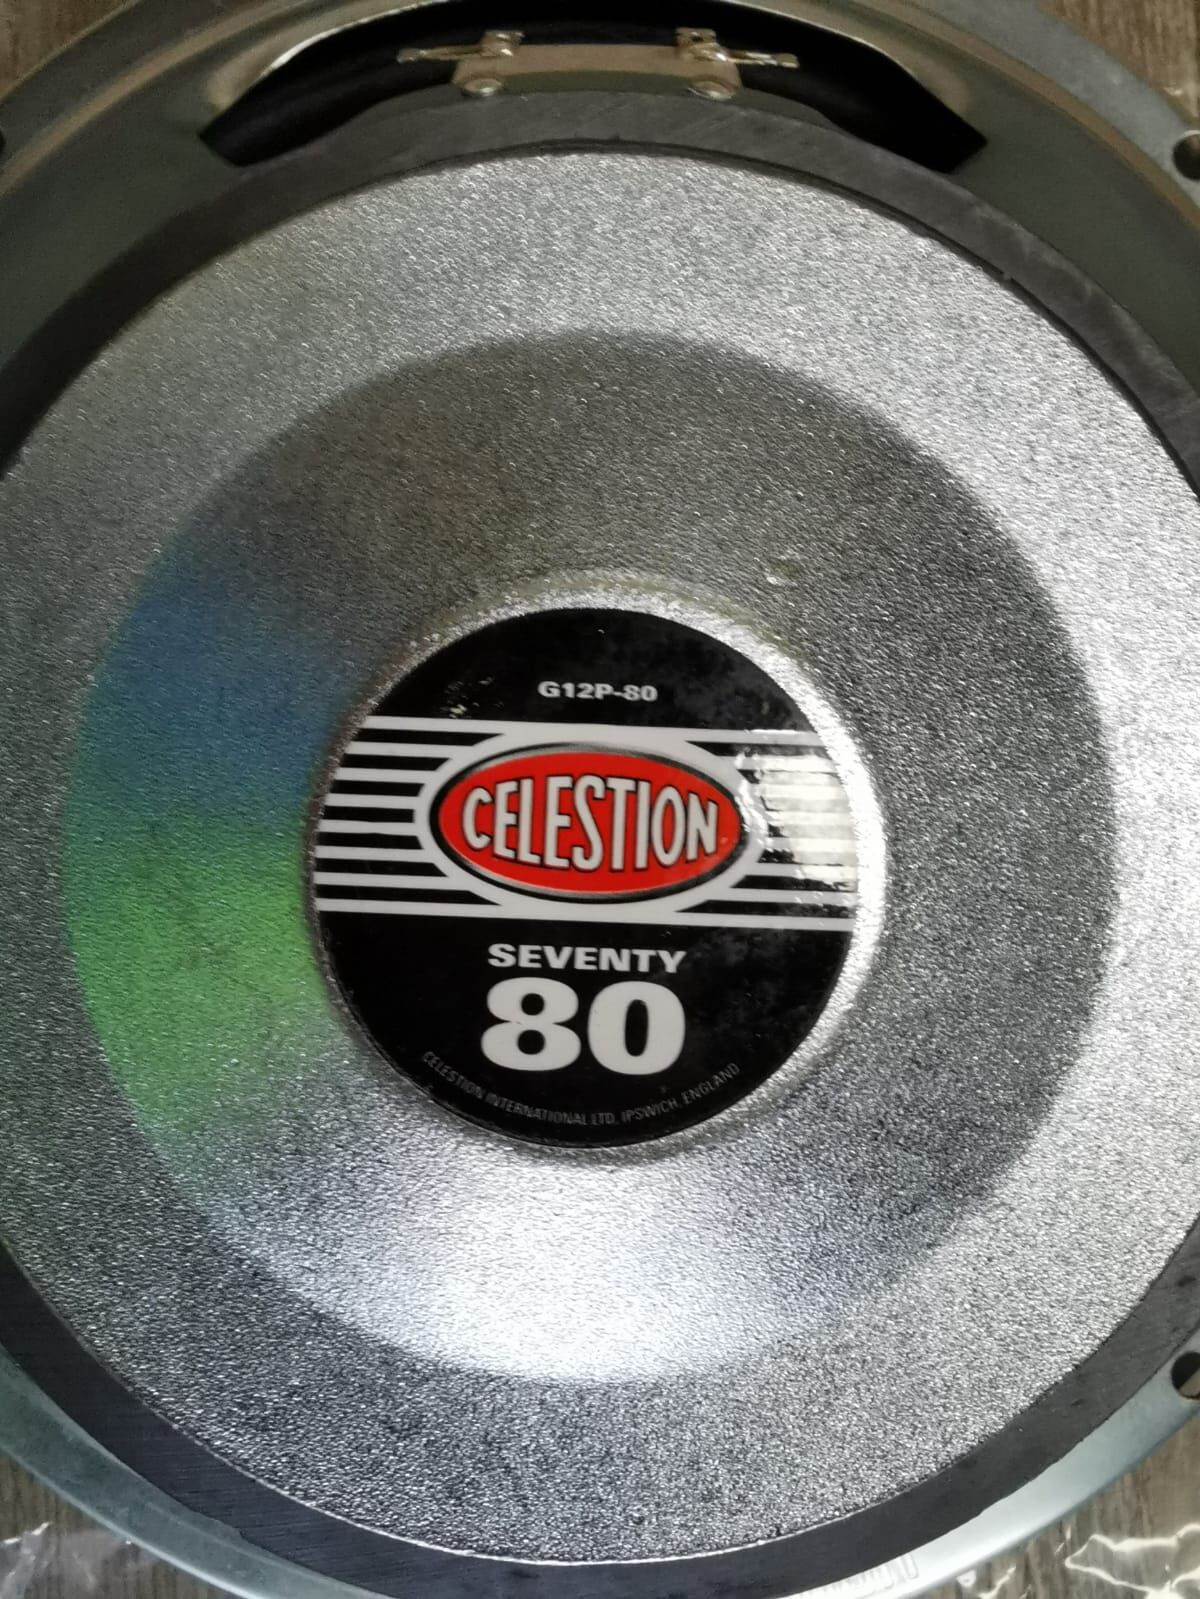 G12P-80
CELESTION
SEVENTY
80
CELESTION INTERNATIONAL LTD. IPSWICH. ENGLAND